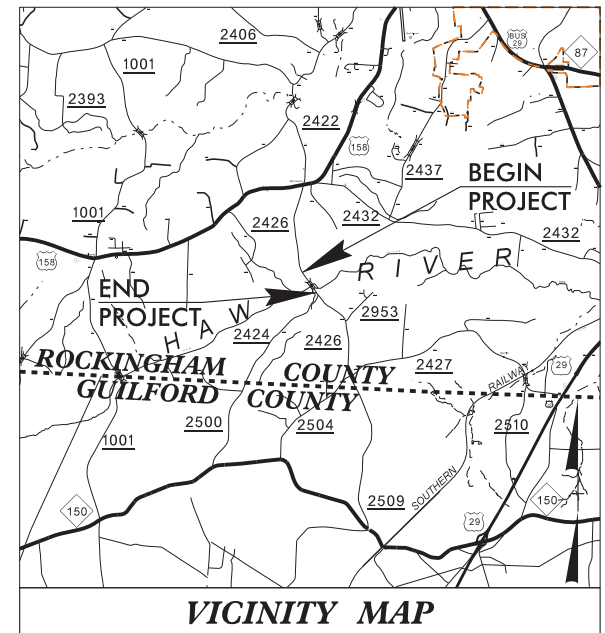 2406
BUS 29
87
1001
2393
2422
158
2437
BEGIN
PROJECT
1001
2426
2432
2432
158
HAW RIVER
END
PROJECT
2953
2424
2426
2427
RAILWAY
29
ROCKINGHAM COUNTY
GUILFORD COUNTY
1001
2500
2504
2510
SOUTHERN
150
2509
29
150
VICINITY MAP